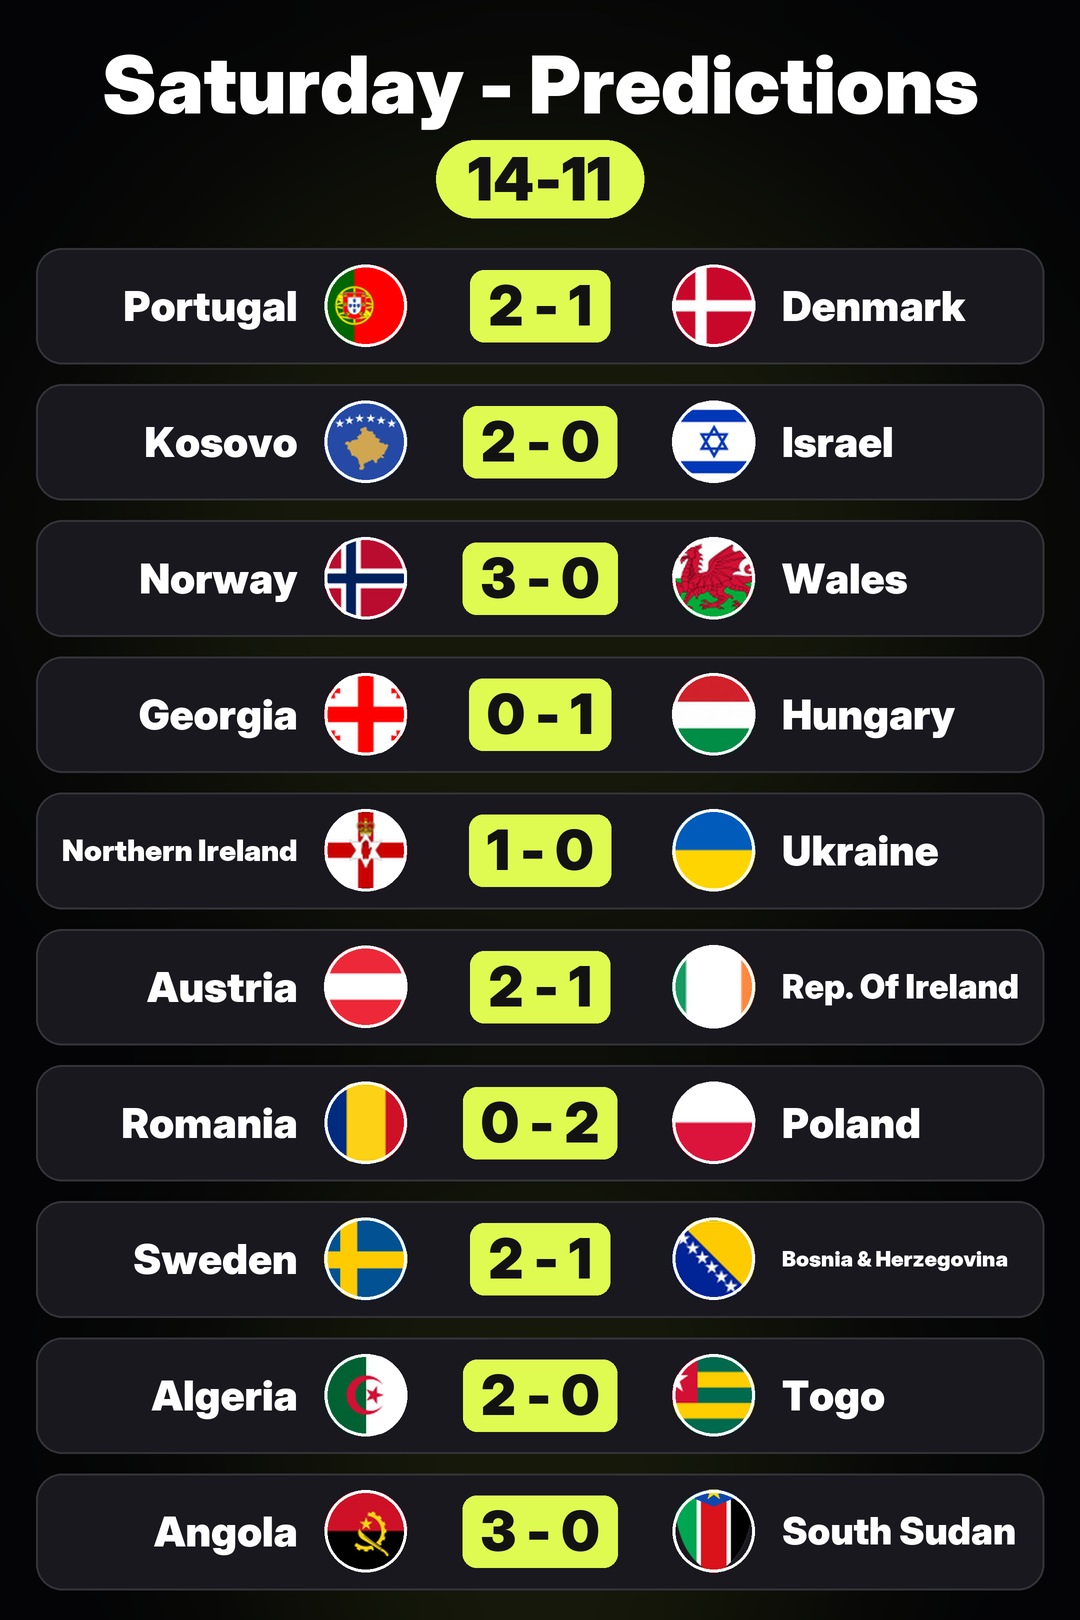 Saturday - Predictions
14-11
Portugal 2 - 1 Denmark
Kosovo 2 - 0 Israel
Norway 3 - 0 Wales
Georgia 0 - 1 Hungary
Northern Ireland 1 - 0 Ukraine
Austria 2 - 1 Rep. Of Ireland
Romania 0 - 2 Poland
Sweden 2 - 1 Bosnia & Herzegovina
Algeria 2 - 0 Togo
Angola 3 - 0 South Sudan